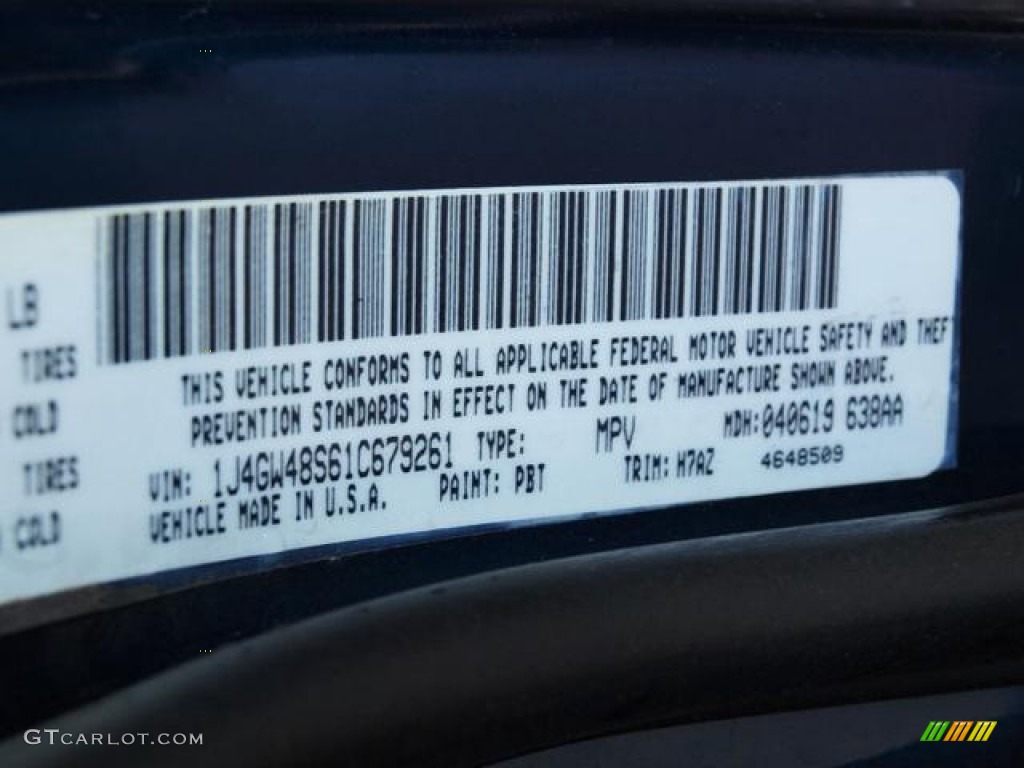 LB
TIRES
COLD
TIRES
COLD
THIS VEHICLE CONFORMS TO ALL APPLICABLE FEDERAL MOTOR VEHICLE SAFETY AND THEF
PREVENTION STANDARDS IN EFFECT ON THE DATE OF MANUFACTURE SHOWN ABOVE.
VIN: 1J4GW48S61C679261 TYPE: MPV MDH:040619 638AA
VEHICLE MADE IN U.S.A. PAINT: PBT TRIM: H7AZ 4648509
GTCARLOT.COM